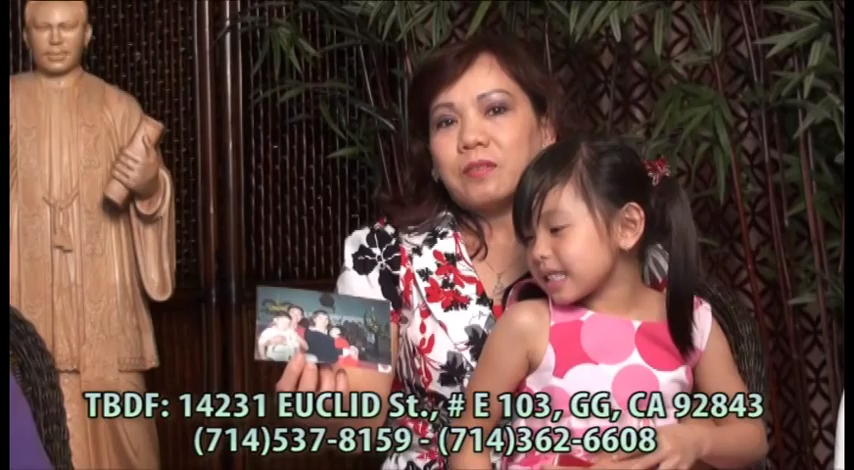 TBDF: 14231 EUCLID St., # E 103, GG, CA 92843
(714)537-8159 - (714)362-6608